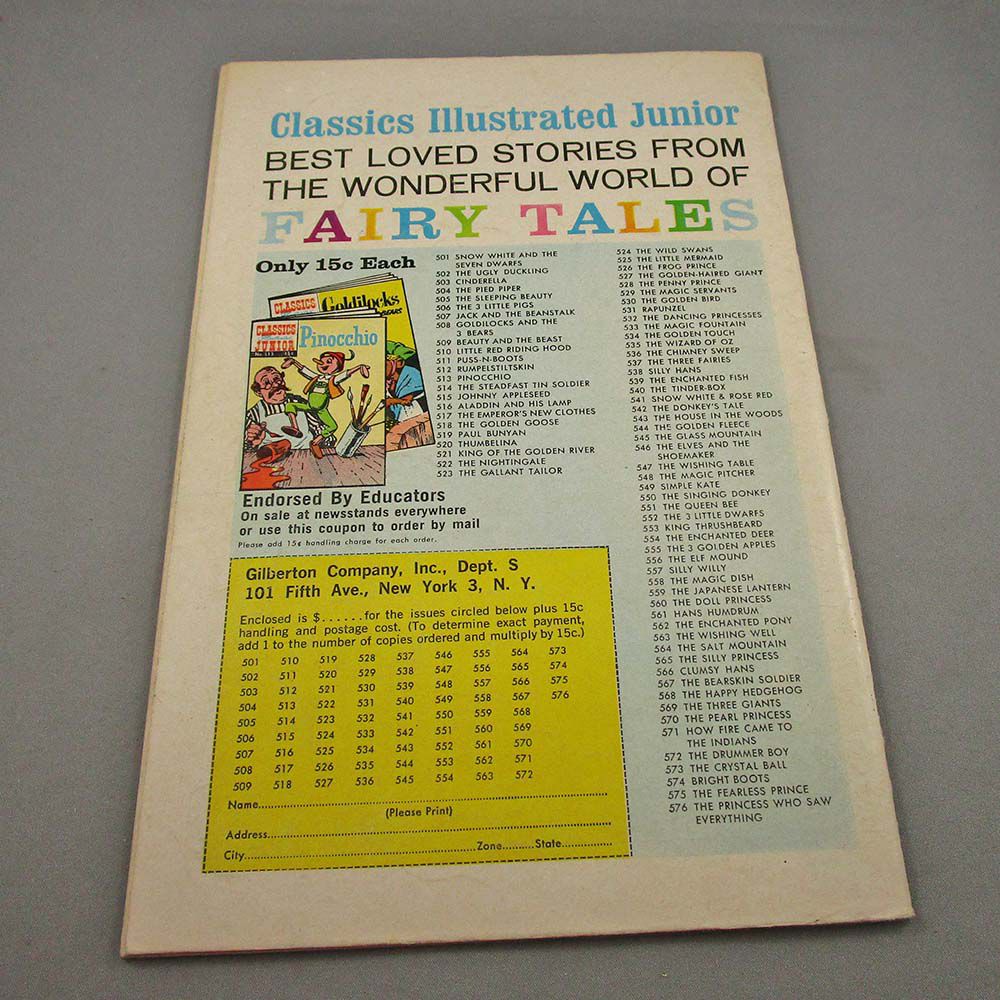 Classics Illustrated Junior
BEST LOVED STORIES FROM
THE WONDERFUL WORLD OF
FAIRY TALES
Only 15c Each
CLASSICS
Goldilocks
BEARS
CLASSICS
JUNIOR
Pinocchio
501 SNOW WHITE AND THE
SEVEN DWARFS
502 THE UGLY DUCKLING
503 CINDERELLA
504 THE PIED PIPER
505 THE SLEEPING BEAUTY
506 THE 3 LITTLE PIGS
507 JACK AND THE BEANSTALK
508 GOLDILOCKS AND THE
3 BEARS
509 BEAUTY AND THE BEAST
510 LITTLE RED RIDING HOOD
511 PUSS-N-BOOTS
512 RUMPELSTILTSKIN
513 PINOCCHIO
514 THE STEADFAST TIN SOLDIER
515 JOHNNY APPLESEED
516 ALADDIN AND HIS LAMP
517 THE EMPEROR'S NEW CLOTHES
518 THE GOLDEN GOOSE
519 PAUL BUNYAN
520 THUMBELINA
521 KING OF THE GOLDEN RIVER
522 THE NIGHTINGALE
523 THE GALLANT TAILOR
524 THE WILD SWANS
525 THE LITTLE MERMAID
526 THE FROG PRINCE
527 THE GOLDEN-HAIRED GIANT
528 THE PENNY PRINCE
529 THE MAGIC SERVANTS
530 THE GOLDEN BIRD
531 RAPUNZEL
532 THE DANCING PRINCESSES
533 THE MAGIC FOUNTAIN
534 THE GOLDEN TOUCH
535 THE WIZARD OF OZ
536 THE CHIMNEY SWEEP
537 THE THREE FAIRIES
538 SILLY HANS
539 THE ENCHANTED FISH
540 THE TINDER-BOX
541 SNOW WHITE & ROSE RED
542 THE DONKEY'S TALE
543 THE HOUSE IN THE WOODS
544 THE GOLDEN FLEECE
545 THE GLASS MOUNTAIN
546 THE ELVES AND THE
SHOEMAKER
547 THE WISHING TABLE
548 THE MAGIC PITCHER
549 SIMPLE KATE
550 THE SINGING DONKEY
551 THE QUEEN BEE
552 THE 3 LITTLE DWARFS
553 KING THRUSHBEARD
554 THE ENCHANTED DEER
555 THE 3 GOLDEN APPLES
556 THE ELF MOUND
557 SILLY WILLY
558 THE MAGIC DISH
559 THE JAPANESE LANTERN
560 THE DOLL PRINCESS
561 HANS HUMDRUM
562 THE ENCHANTED PONY
563 THE WISHING WELL
564 THE SALT MOUNTAIN
565 THE SILLY PRINCESS
566 CLUMSY HANS
567 THE BEARSKIN SOLDIER
568 THE HAPPY HEDGEHOG
569 THE THREE GIANTS
570 THE PEARL PRINCESS
571 HOW FIRE CAME TO
THE INDIANS
572 THE DRUMMER BOY
573 THE CRYSTAL BALL
574 BRIGHT BOOTS
575 THE FEARLESS PRINCE
576 THE PRINCESS WHO SAW
EVERYTHING
Endorsed By Educators
On sale at newsstands everywhere
or use this coupon to order by mail
Please add 15¢ handling charge for each order.
Gilberton Company, Inc., Dept. S
101 Fifth Ave., New York 3, N. Y.
Enclosed is $......for the issues circled below plus 15c
handling and postage cost. (To determine exact payment,
add 1 to the number of copies ordered and multiply by 15c.)
501 510 519 528 537 546 555 564 573
502 511 520 529 538 547 556 565 574
503 512 521 530 539 548 557 566 575
504 513 522 531 540 549 558 567 576
505 514 523 532 541 550 559 568
506 515 524 533 542 551 560 569
507 516 525 534 543 552 561 570
508 517 526 535 544 553 562 571
509 518 527 536 545 554 563 572
Name
(Please Print)
Address
City Zone State